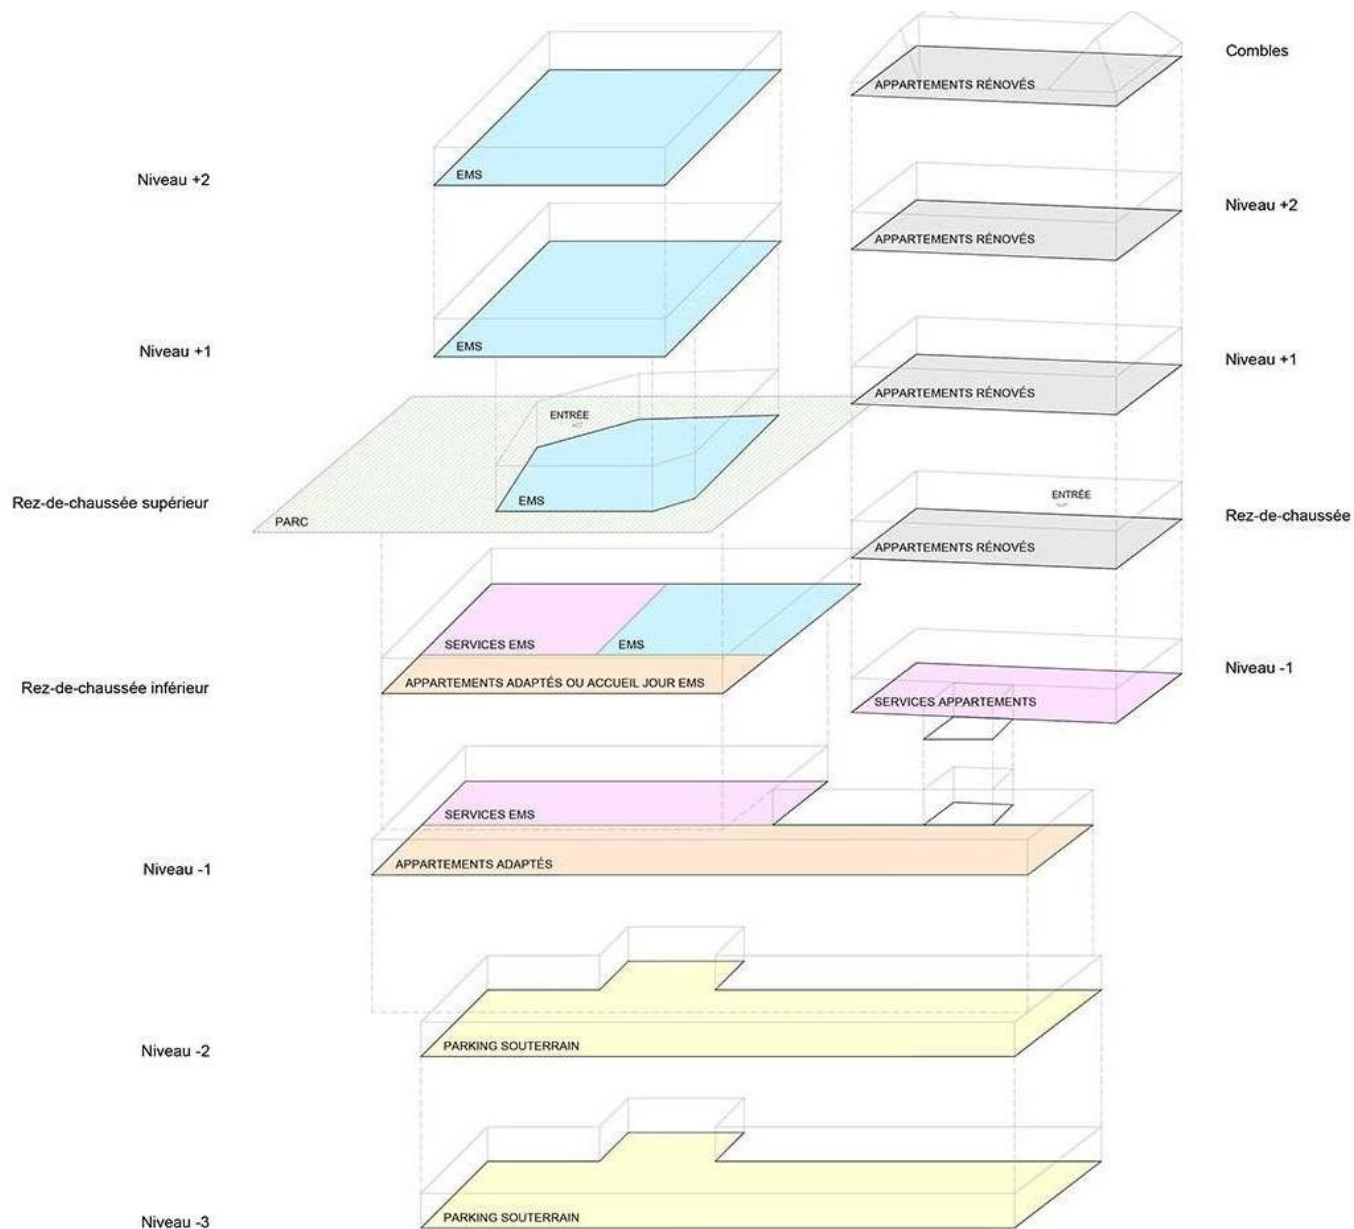 Combles
APPARTEMENTS RÉNOVÉS
Niveau +2
EMS
Niveau +2
APPARTEMENTS RÉNOVÉS
Niveau +1
EMS
Niveau +1
APPARTEMENTS RÉNOVÉS
ENTRÉE
Rez-de-chaussée supérieur
EMS
PARC
ENTRÉE
Rez-de-chaussée
APPARTEMENTS RÉNOVÉS
SERVICES EMS
EMS
Rez-de-chaussée inférieur
APPARTEMENTS ADAPTÉS OU ACCUEIL JOUR EMS
Niveau -1
SERVICES APPARTEMENTS
SERVICES EMS
Niveau -1
APPARTEMENTS ADAPTÉS
Niveau -2
PARKING SOUTERRAIN
Niveau -3
PARKING SOUTERRAIN